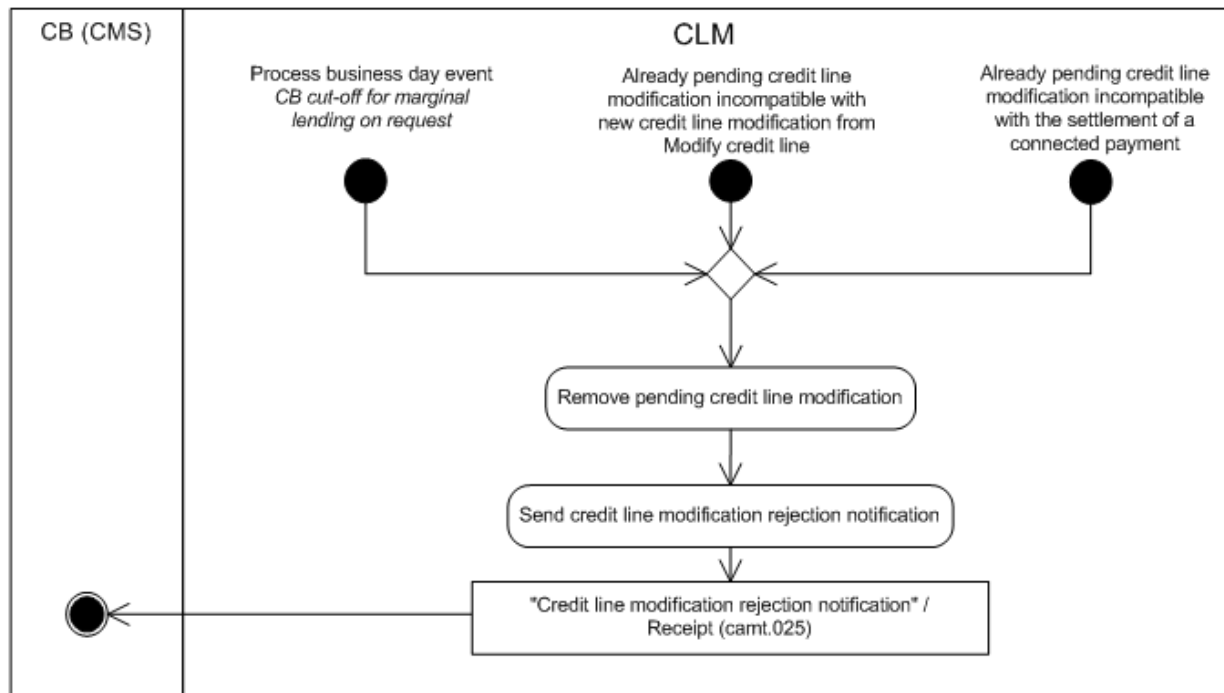 CB (CMS)
CLM
Process business day event
CB cut-off for marginal
lending on request
Already pending credit line
modification incompatible with
new credit line modification from
Modify credit line
Already pending credit line
modification incompatible
with the settlement of a
connected payment
Remove pending credit line modification
Send credit line modification rejection notification
"Credit line modification rejection notification" /
Receipt (camt.025)